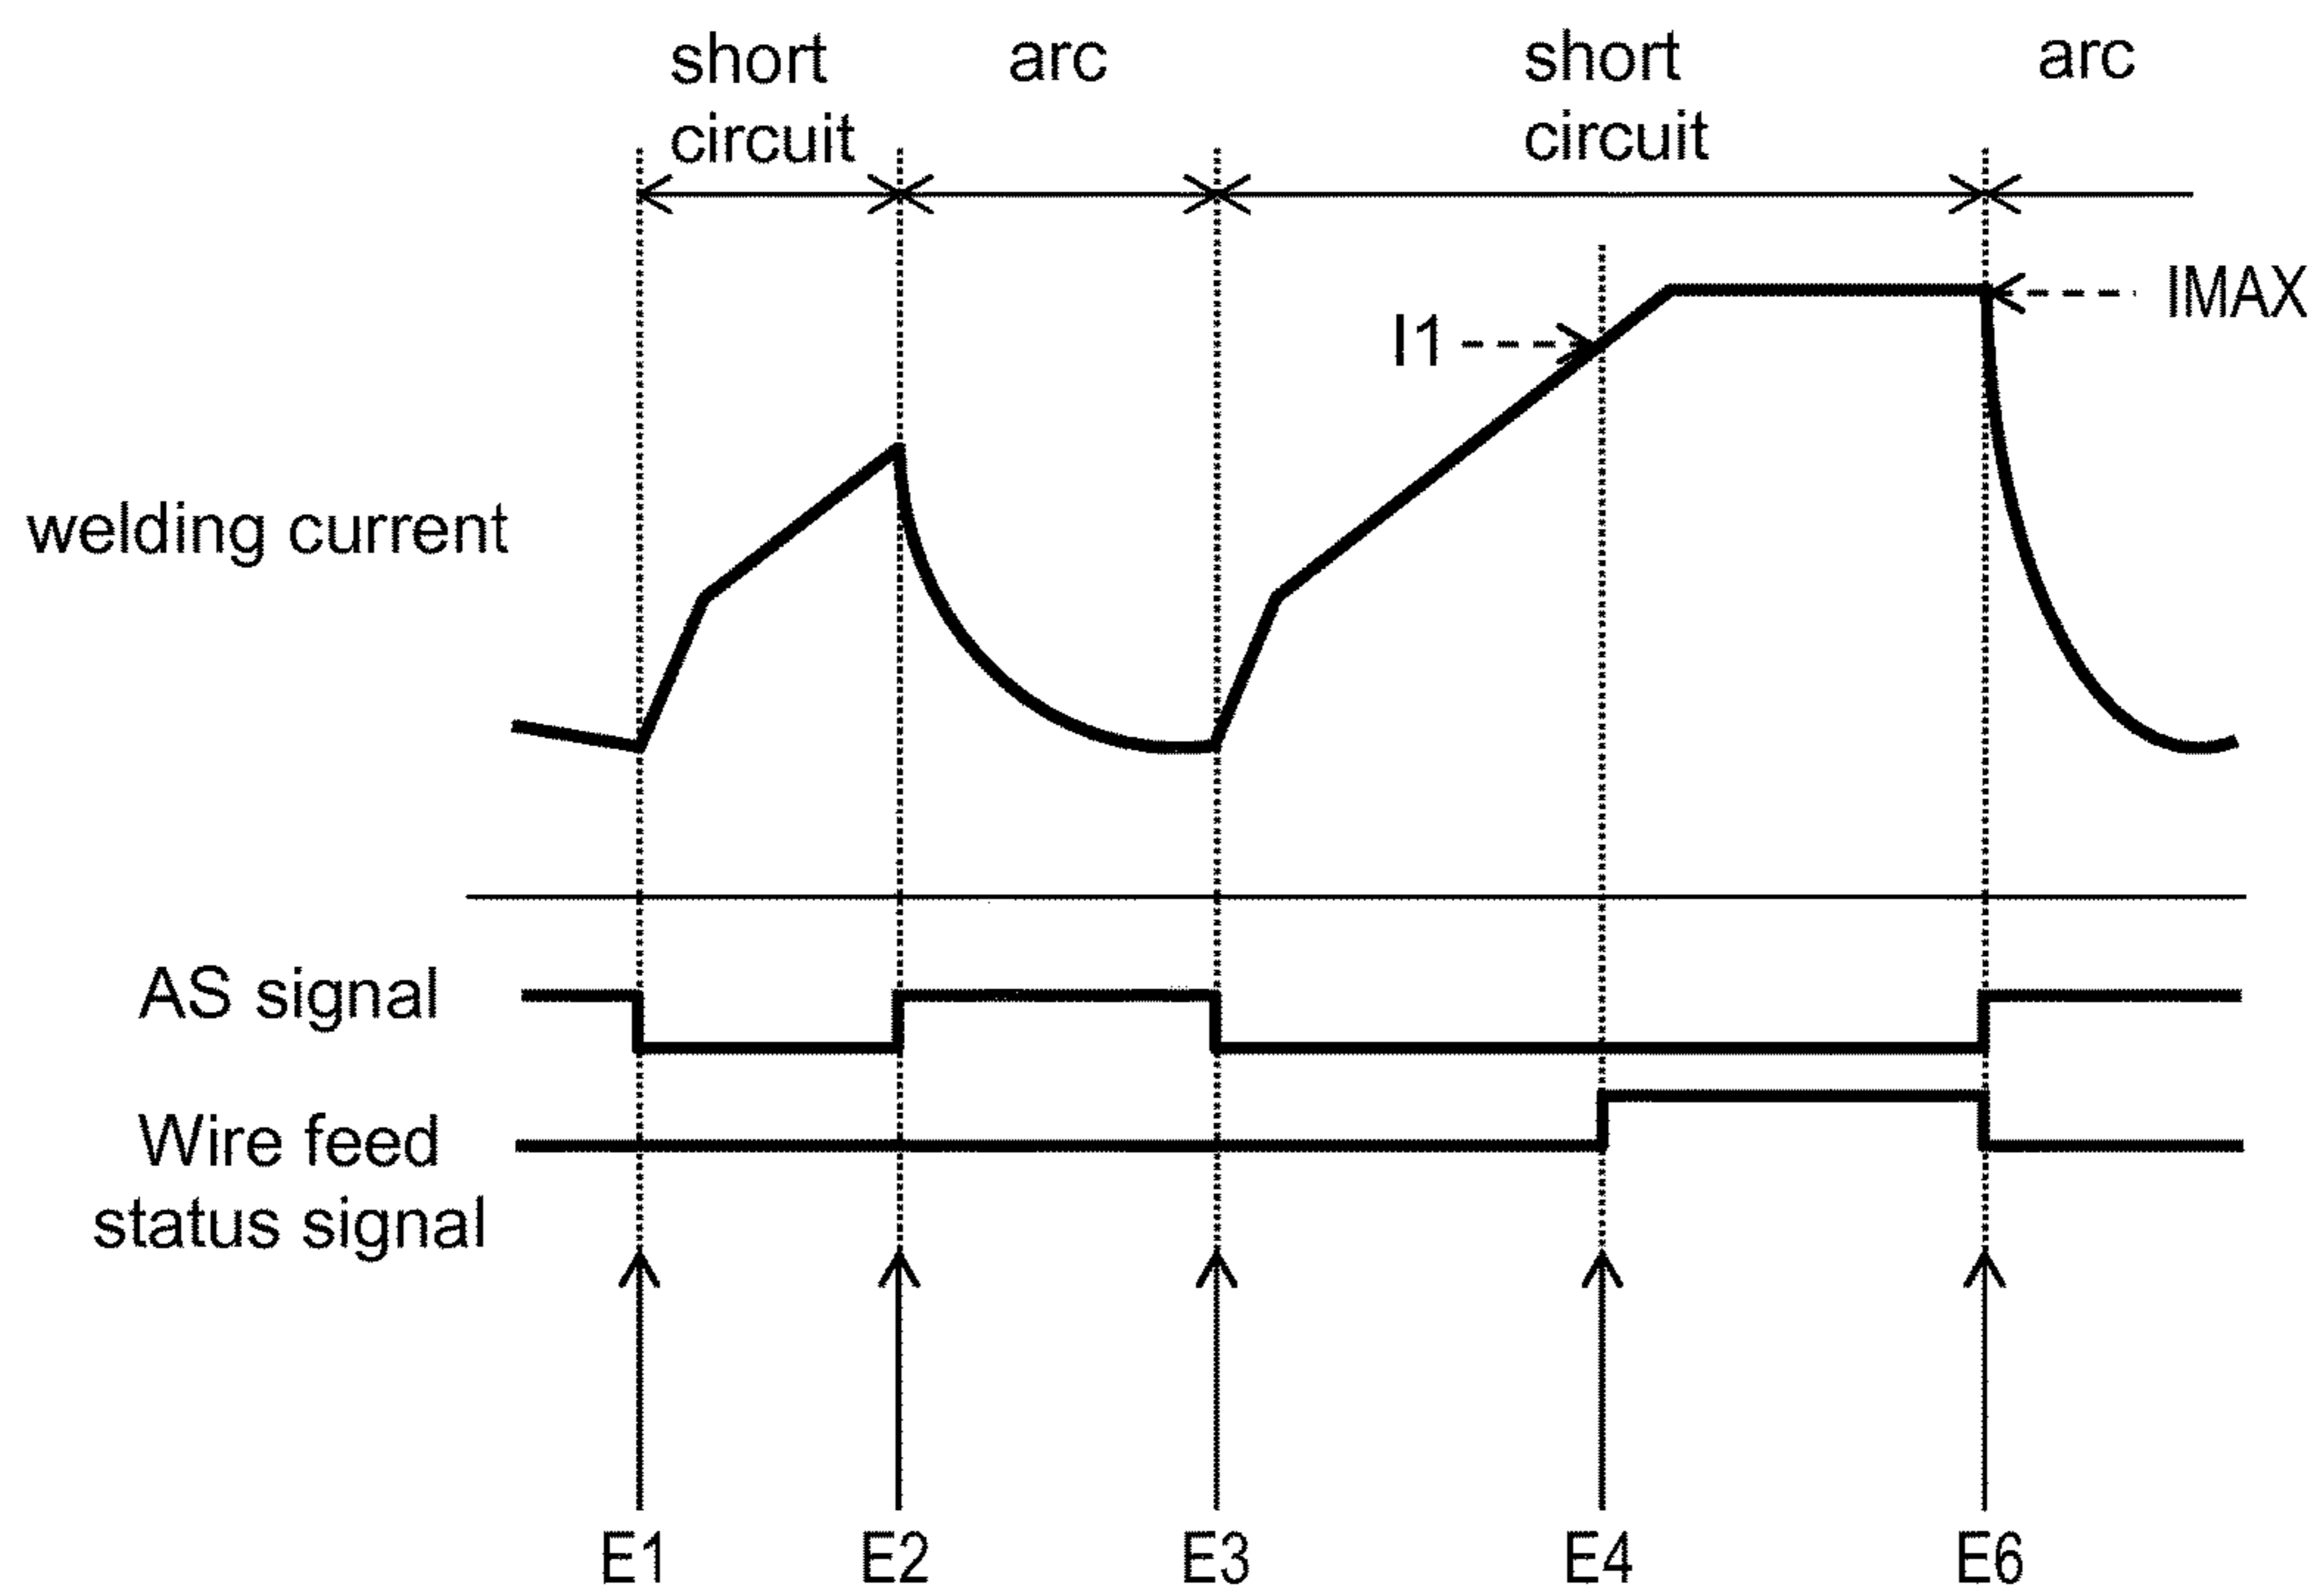 short
circuit
arc
short
circuit
arc
IMAX
I1
welding current
AS signal
Wire feed
status signal
E1 E2 E3 E4 E6